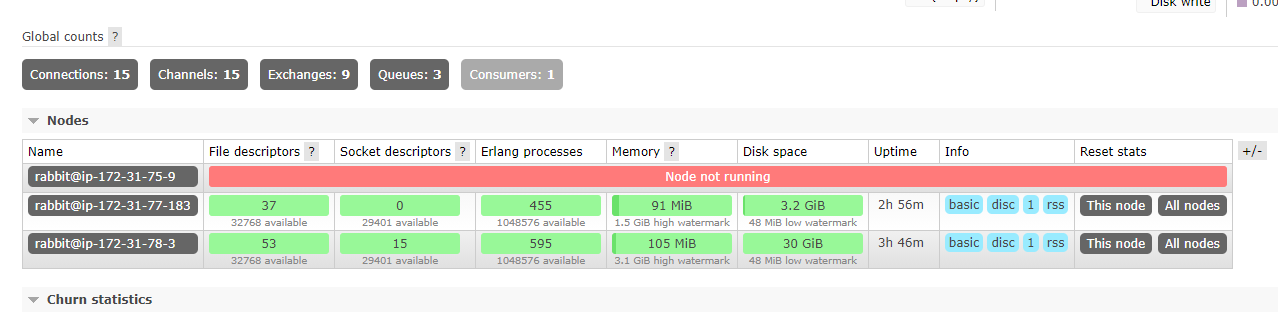 Disk write 0.00
Global counts ?
Connections: 15 Channels: 15 Exchanges: 9 Queues: 3 Consumers: 1
Nodes
Name File descriptors ? Socket descriptors ? Erlang processes Memory ? Disk space Uptime Info Reset stats +/-
rabbit@ip-172-31-75-9 Node not running
rabbit@ip-172-31-77-183 37 0 455 91 MiB 3.2 GiB 2h 56m basic disc 1 rss This node All nodes
32768 available 29401 available 1048576 available 1.5 GiB high watermark 48 MiB low watermark
rabbit@ip-172-31-78-3 53 15 595 105 MiB 30 GiB 3h 46m basic disc 1 rss This node All nodes
32768 available 29401 available 1048576 available 3.1 GiB high watermark 48 MiB low watermark
Churn statistics